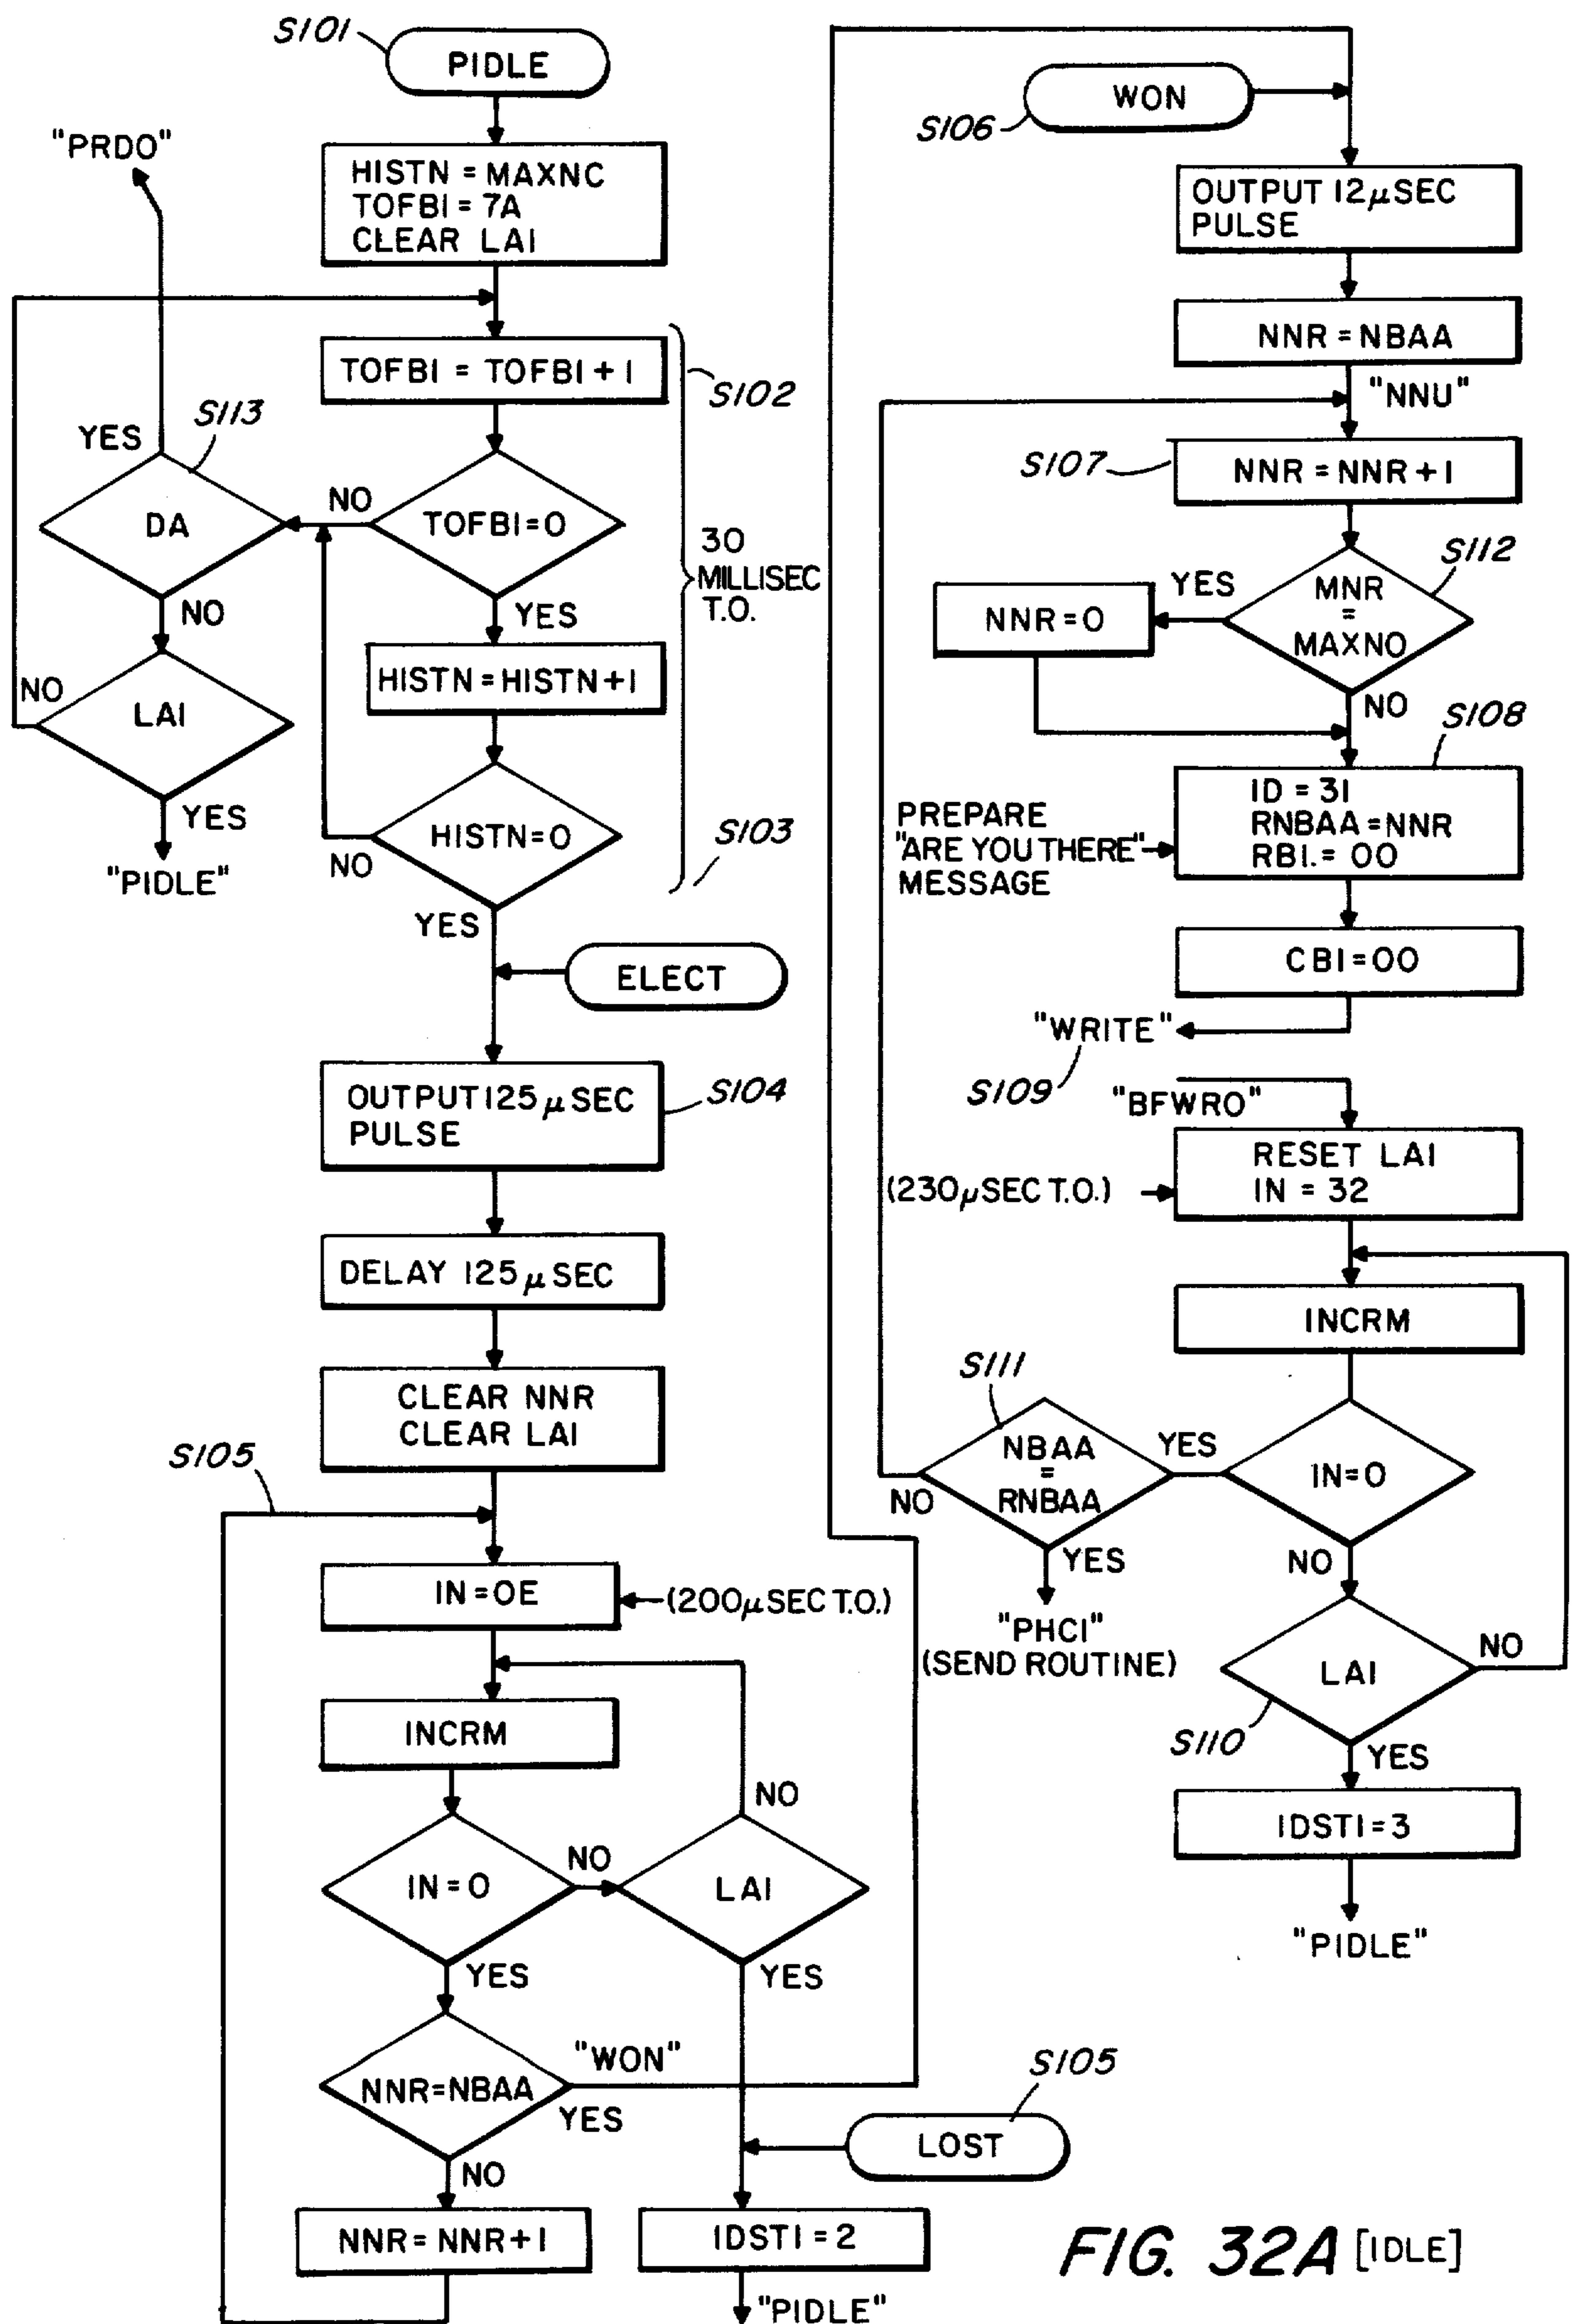 S101
PIDLE
"PRDO"
HISTN = MAXNC
TOFBI = 7A
CLEAR LAI
TOFBI = TOFBI + 1
S102
S113
YES
DA
NO
TOFBI = 0
30
MILLISEC
T.O.
NO
YES
HISTN = HISTN + 1
NO
LAI
YES
"PIDLE"
HISTN = 0
NO
S103
YES
ELECT
OUTPUT 125 μ SEC
PULSE
S104
DELAY 125 μ SEC
CLEAR NNR
CLEAR LAI
S105
IN = OE
(200μSEC T.O.)
INCRM
NO
IN = 0
NO
LAI
YES
YES
NNR = NBAA
"WON"
YES
S105
LOST
NO
NNR = NNR + 1
IDSTI = 2
"PIDLE"
WON
S106
OUTPUT 12μSEC
PULSE
NNR = NBAA
"NNU"
S107
NNR = NNR + 1
S112
YES
MNR
=
MAXNO
NNR = 0
NO
S108
PREPARE
"ARE YOU THERE"
MESSAGE
ID = 31
RNBAA = NNR
RBI. = 00
CBI = 00
"WRITE"
S109
"BFWRO"
(230μSEC T.O.)
RESET LAI
IN = 32
INCRM
S111
NBAA
=
RNBAA
YES
IN = 0
NO
YES
NO
"PHCI"
(SEND ROUTINE)
LAI
NO
S110
YES
IDSTI = 3
"PIDLE"
FIG. 32A [IDLE]